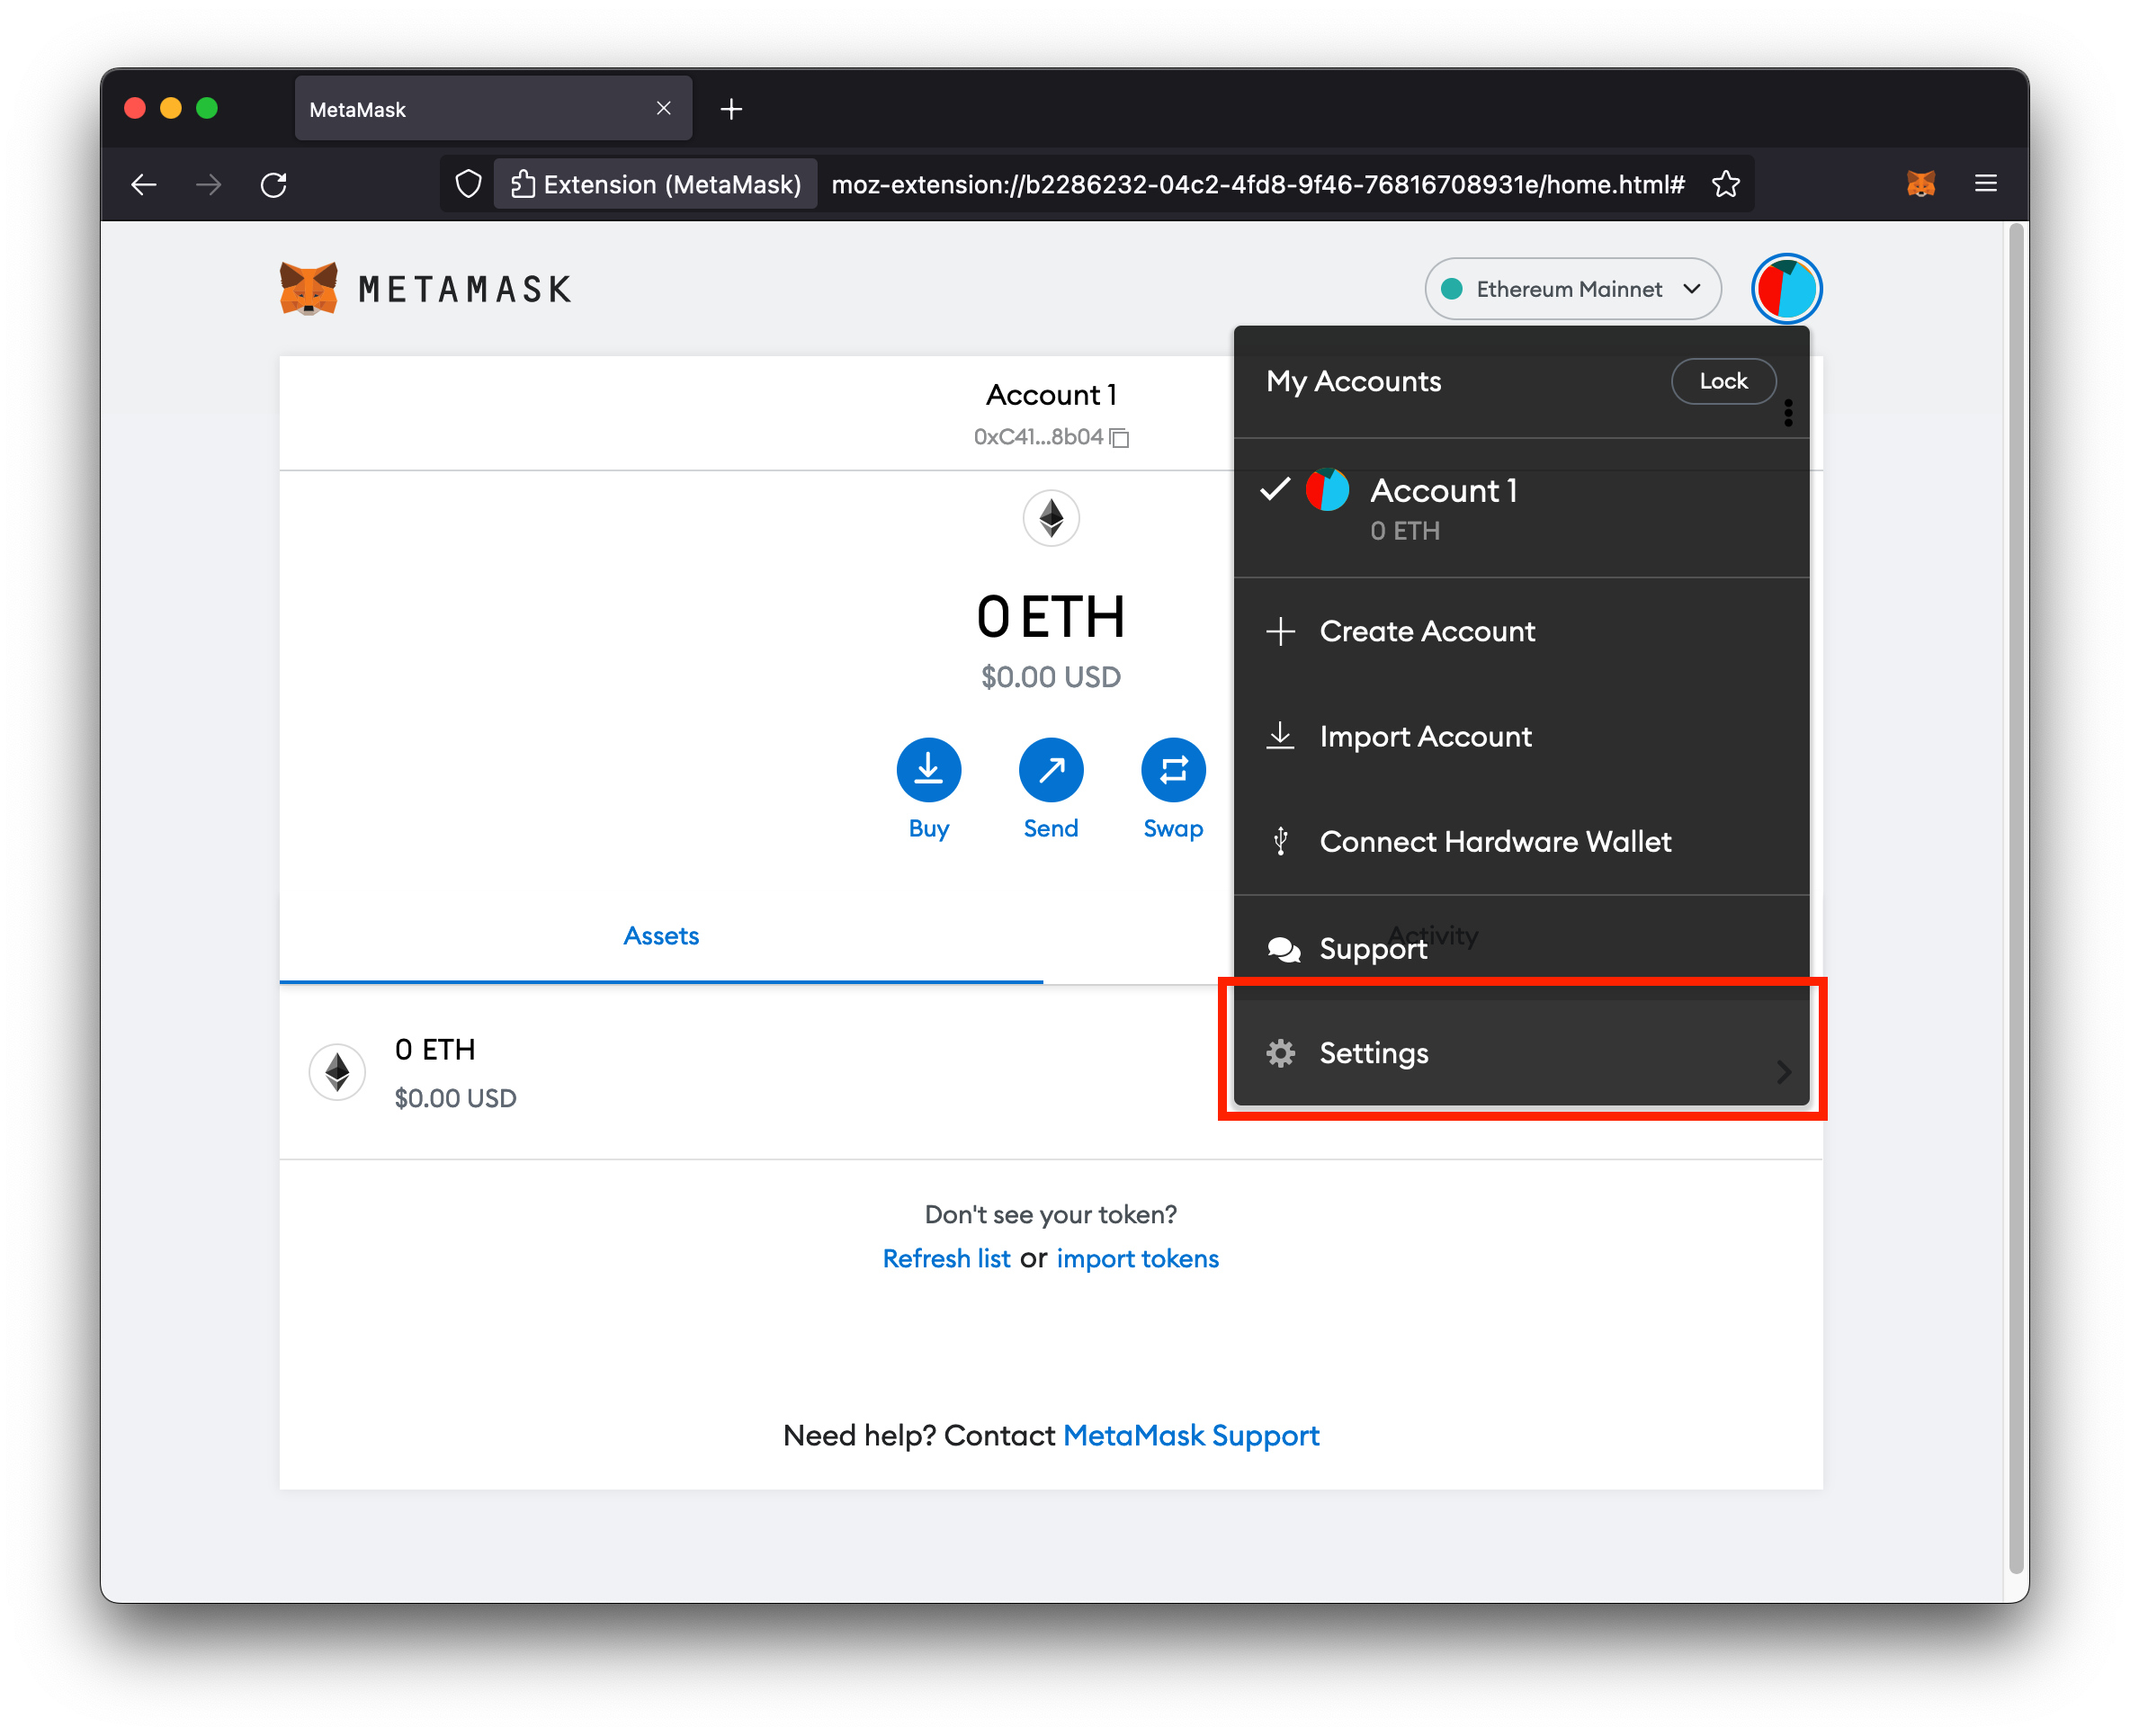 MetaMask
Extension (MetaMask) moz-extension://b2286232-04c2-4fd8-9f46-76816708931e/home.html#
METAMASK
Ethereum Mainnet
Account 1
0xC41...8b04
0 ETH
$0.00 USD
Buy Send Swap
Assets
Activity
0 ETH
$0.00 USD
Don't see your token?
Refresh list or import tokens
Need help? Contact MetaMask Support
My Accounts
Lock
Account 1
0 ETH
Create Account
Import Account
Connect Hardware Wallet
Support
Settings